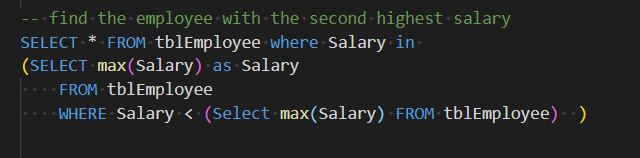 -- find the employee with the second highest salary
SELECT * FROM tblEmployee where Salary in
(SELECT max(Salary) as Salary
FROM tblEmployee
WHERE Salary < (Select max(Salary) FROM tblEmployee) )